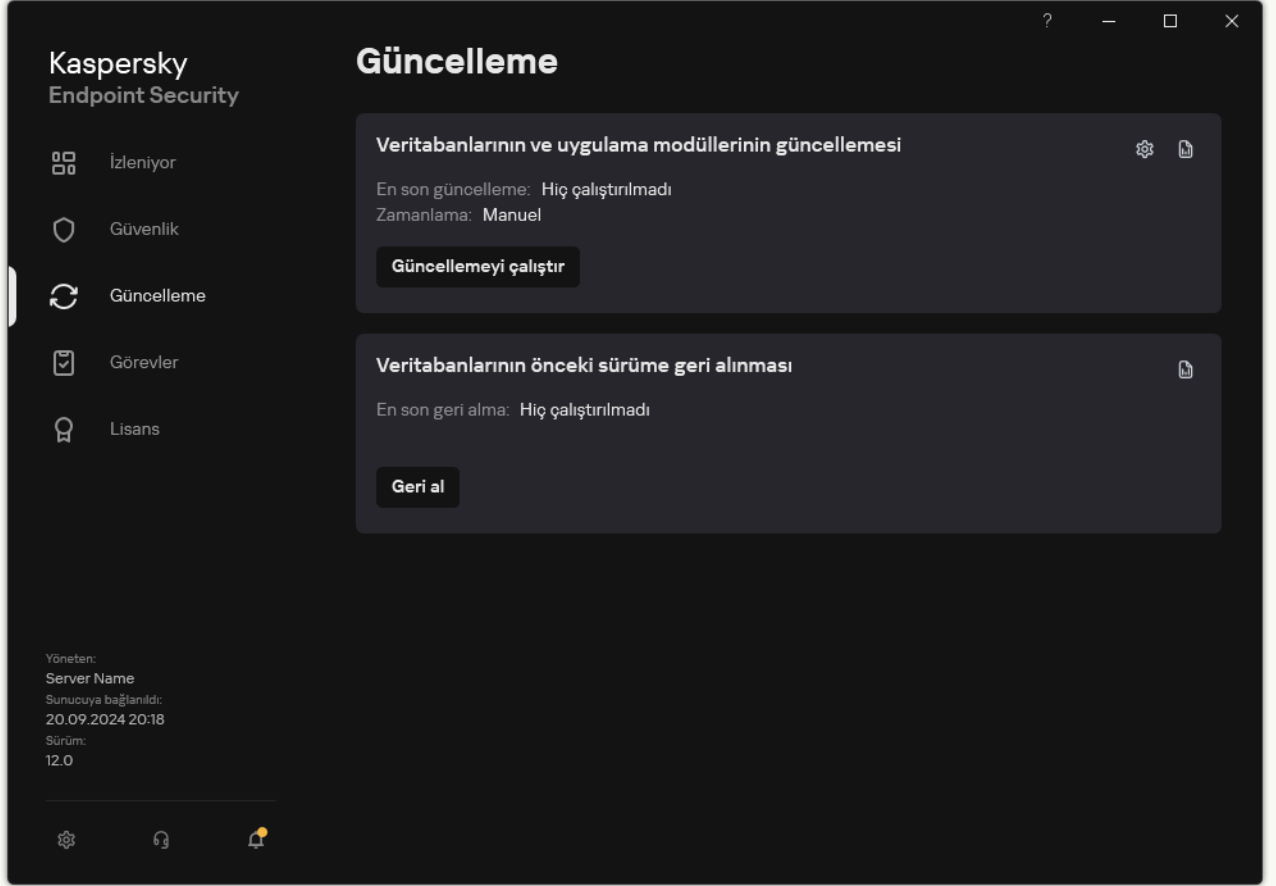 ?
Kaspersky
Endpoint Security
İzleniyor
Güvenlik
Güncelleme
Görevler
Lisans
Yöneten:
Server Name
Sunucuya bağlanıldı:
20.09.2024 20:18
Sürüm:
12.0
Güncelleme
Veritabanlarının ve uygulama modüllerinin güncellemesi
En son güncelleme: Hiç çalıştırılmadı
Zamanlama: Manuel
Güncellemeyi çalıştır
Veritabanlarının önceki sürüme geri alınması
En son geri alma: Hiç çalıştırılmadı
Geri al